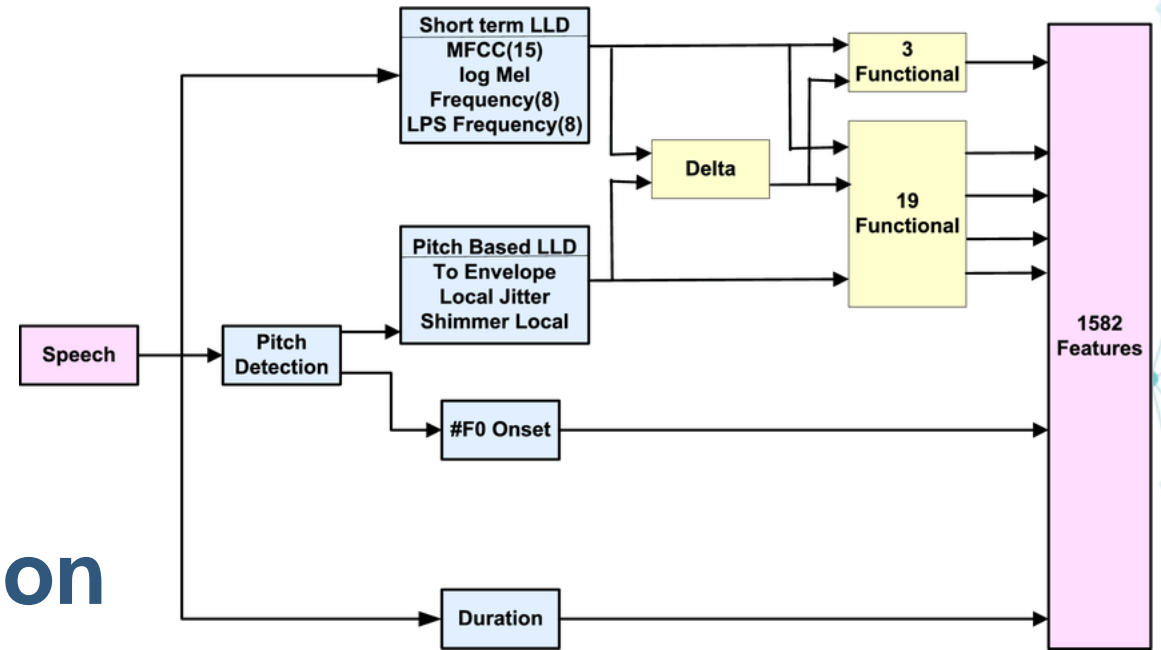 Short term LLD
MFCC(15)
log Mel
Frequency(8)
LPS Frequency(8)
3
Functional
Delta
19
Functional
Pitch Based LLD
To Envelope
Local Jitter
Shimmer Local
Speech
Pitch
Detection
1582
Features
#F0 Onset
on
Duration